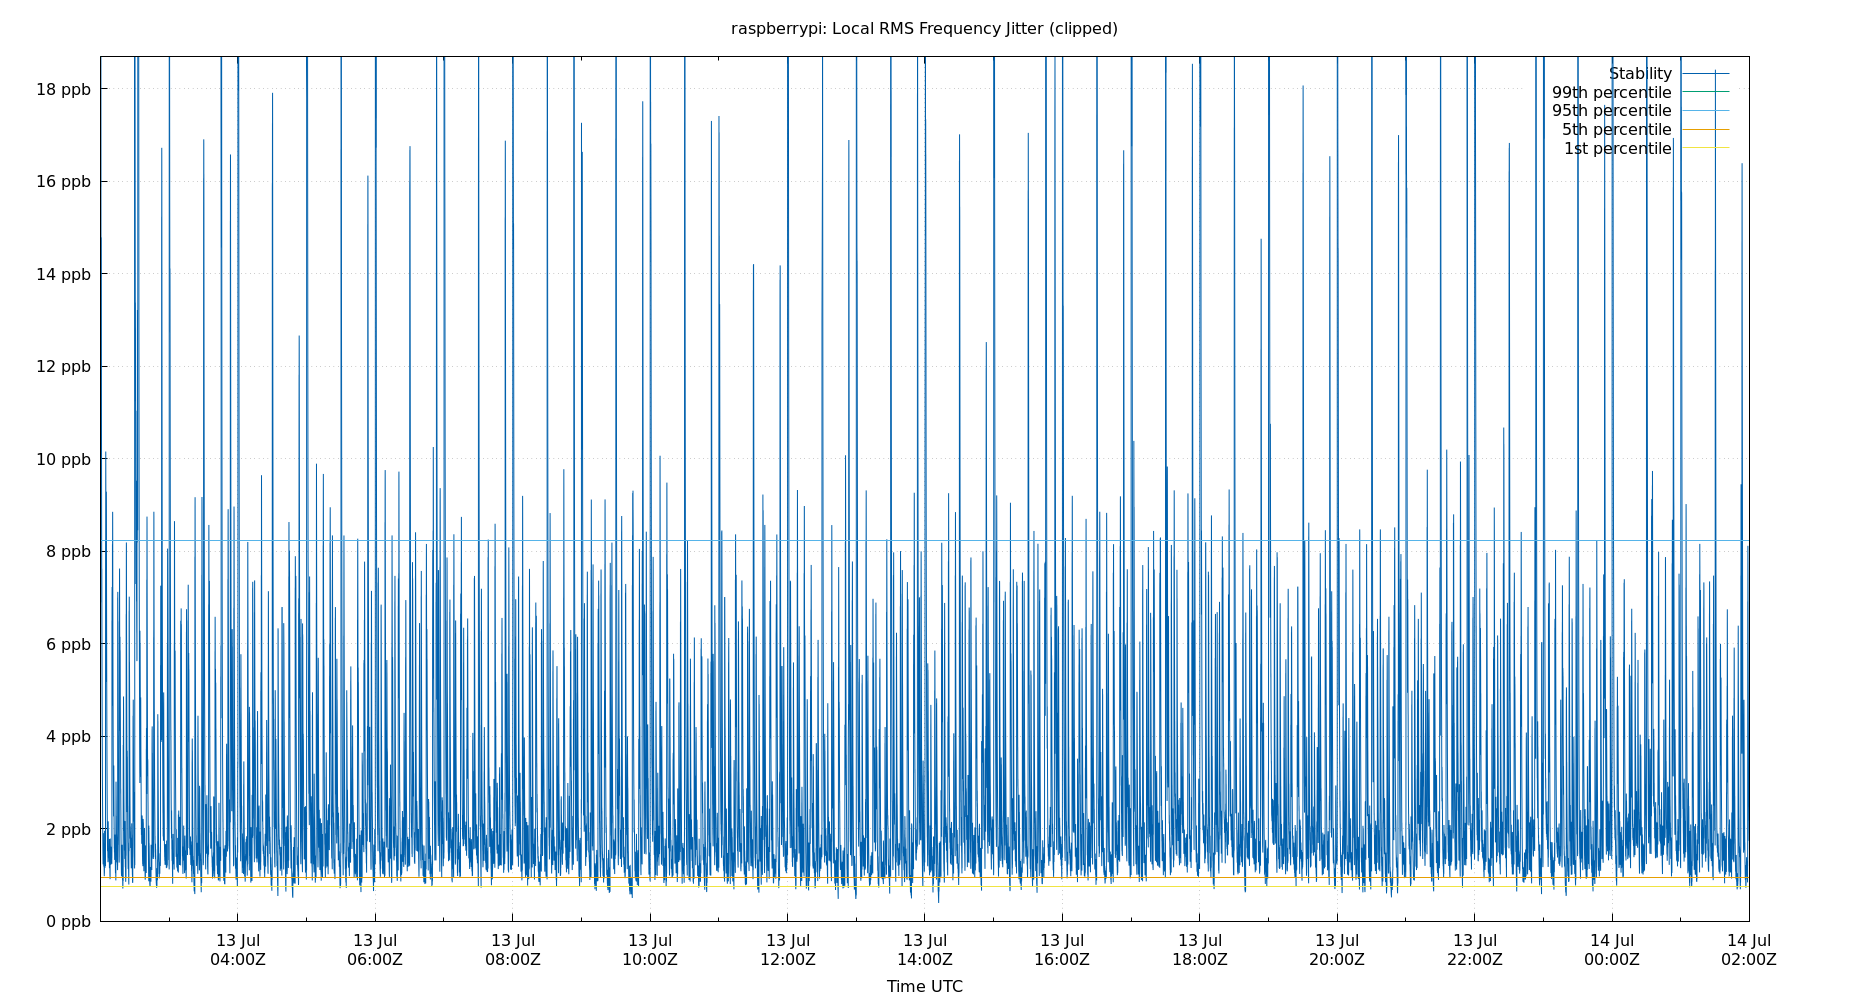 raspberrypi: Local RMS Frequency Jitter (clipped)
Stability
99th percentile
95th percentile
5th percentile
1st percentile
18 ppb
16 ppb
14 ppb
12 ppb
10 ppb
8 ppb
6 ppb
4 ppb
2 ppb
0 ppb
13 Jul 13 Jul 13 Jul 13 Jul 13 Jul 13 Jul 13 Jul 13 Jul 13 Jul 13 Jul 14 Jul 14 Jul
04:00Z 06:00Z 08:00Z 10:00Z 12:00Z 14:00Z 16:00Z 18:00Z 20:00Z 22:00Z 00:00Z 02:00Z
Time UTC